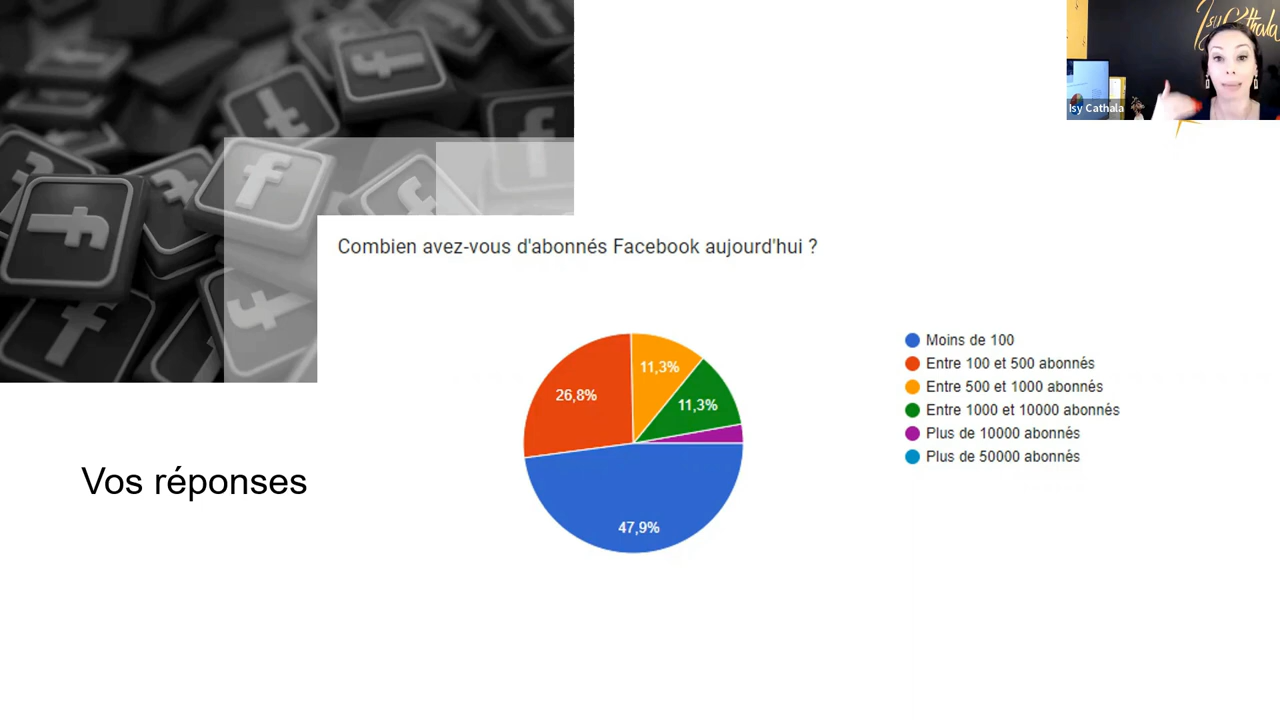 Isy Cathala
Isy Cathala
Combien avez-vous d'abonnés Facebook aujourd'hui ?
11,3%
26,8%
11,3%
47,9%
Moins de 100
Entre 100 et 500 abonnés
Entre 500 et 1000 abonnés
Entre 1000 et 10000 abonnés
Plus de 10000 abonnés
Plus de 50000 abonnés
Vos réponses